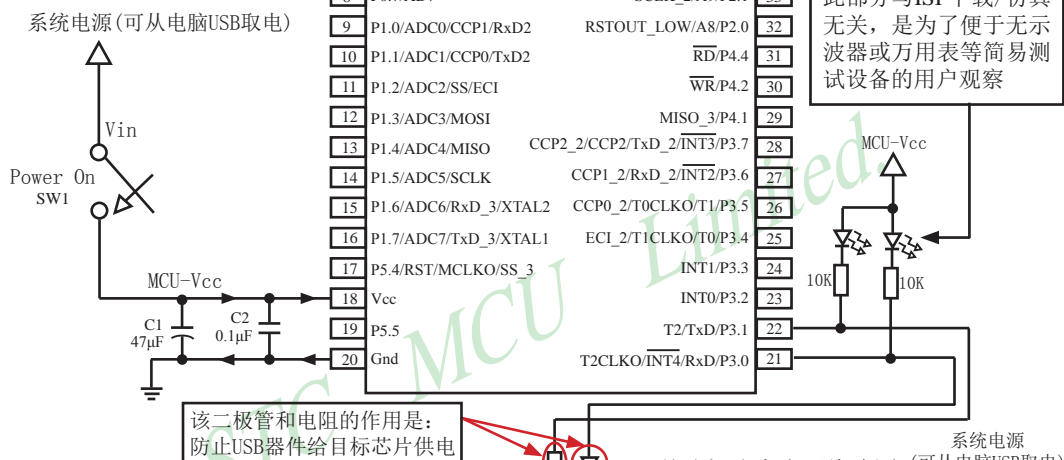 系统电源(可从电脑USB取电)
Vin
Power On
SW1
MCU-Vcc
C1
47μF
C2
0.1μF
9 P1.0/ADC0/CCP1/RxD2
10 P1.1/ADC1/CCP0/TxD2
11 P1.2/ADC2/SS/ECI
12 P1.3/ADC3/MOSI
13 P1.4/ADC4/MISO
14 P1.5/ADC5/SCLK
15 P1.6/ADC6/RxD_3/XTAL2
16 P1.7/ADC7/TxD_3/XTAL1
17 P5.4/RST/MCLKO/SS_3
18 Vcc
19 P5.5
20 Gnd
RSTOUT_LOW/A8/P2.0 32
RD/P4.4 31
WR/P4.2 30
MISO_3/P4.1 29
CCP2_2/CCP2/TxD_2/INT3/P3.7 28
CCP1_2/RxD_2/INT2/P3.6 27
CCP0_2/T0CLKO/T1/P3.5 26
ECI_2/T1CLKO/T0/P3.4 25
INT1/P3.3 24
INT0/P3.2 23
T2/TxD/P3.1 22
T2CLKO/INT4/RxD/P3.0 21
无关，是为了便于无示
波器或万用表等简易测
试设备的用户观察
MCU-Vcc
10K
10K
STC MCU Limited.
该二极管和电阻的作用是：
防止USB器件给目标芯片供电
系统电源
(可从电脑USB取电)